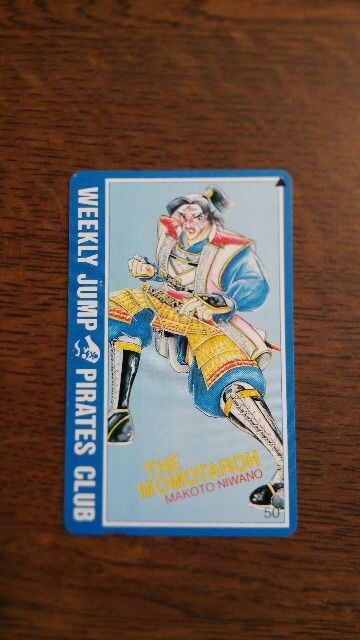 WEEKLY JUMP PIRATES CLUB
THE
MOMOTAROH
MAKOTO NIWANO
50